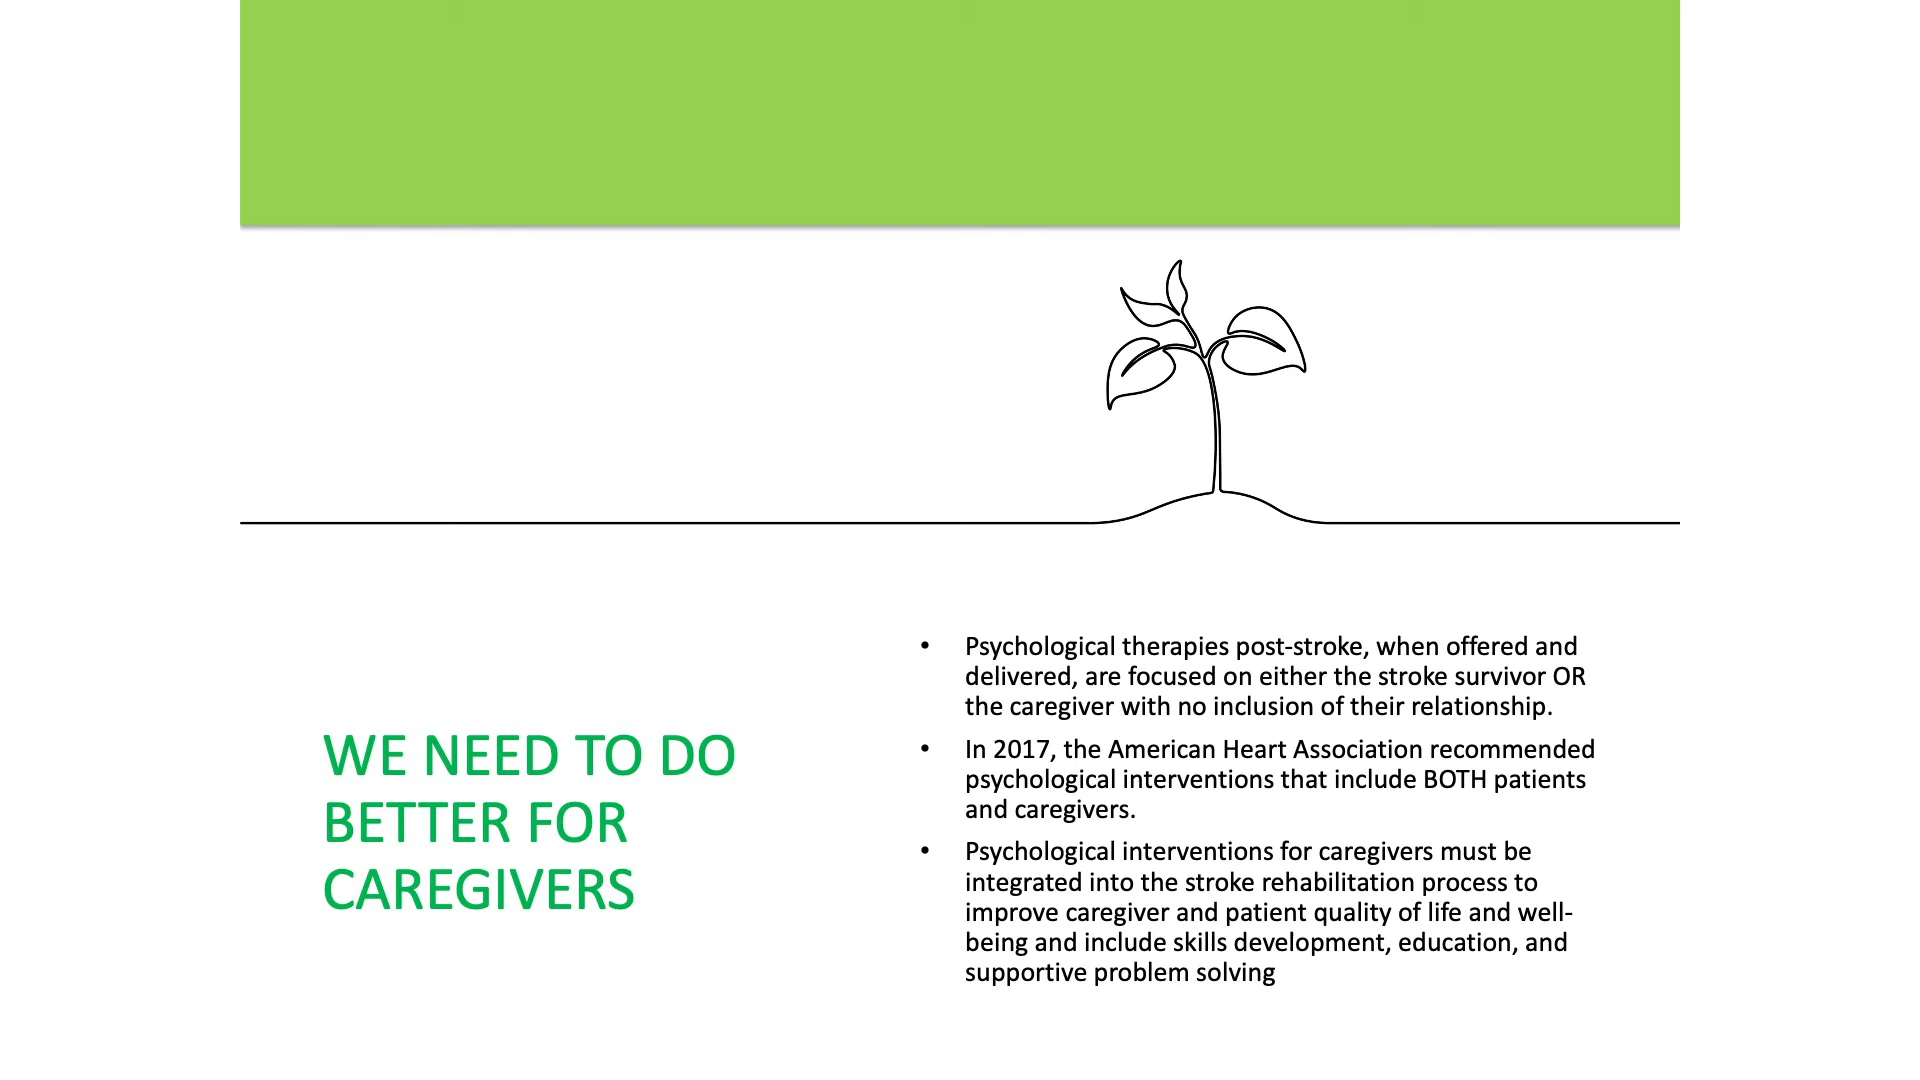 WE NEED TO DO
BETTER FOR
CAREGIVERS
• Psychological therapies post-stroke, when offered and
delivered, are focused on either the stroke survivor OR
the caregiver with no inclusion of their relationship.
• In 2017, the American Heart Association recommended
psychological interventions that include BOTH patients
and caregivers.
• Psychological interventions for caregivers must be
integrated into the stroke rehabilitation process to
improve caregiver and patient quality of life and well-
being and include skills development, education, and
supportive problem solving